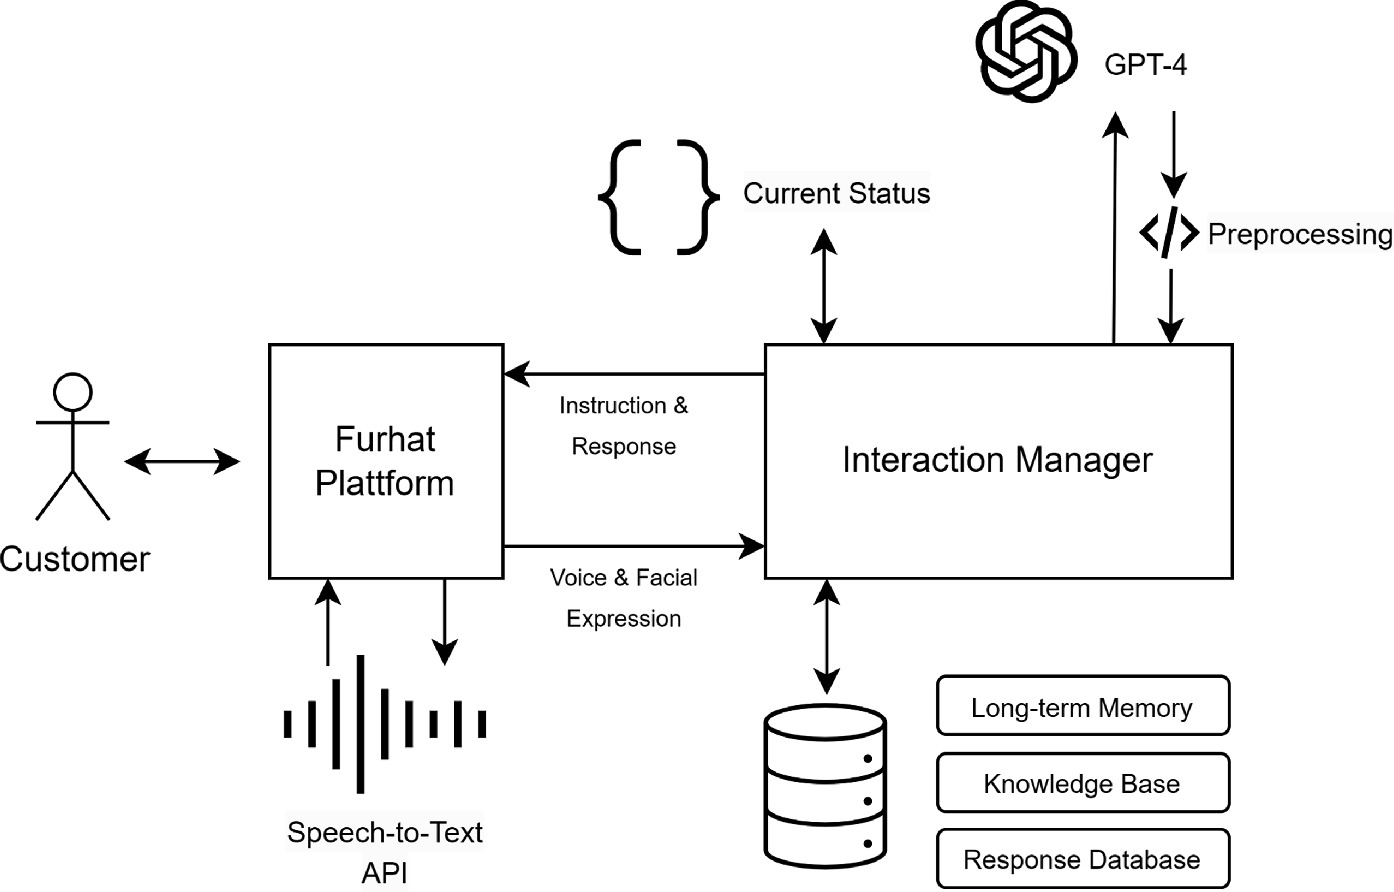 GPT-4
Current Status
Preprocessing
Instruction &
Response
Furhat
Plattform
Interaction Manager
Customer
Voice & Facial
Expression
Long-term Memory
Knowledge Base
Speech-to-Text
API
Response Database